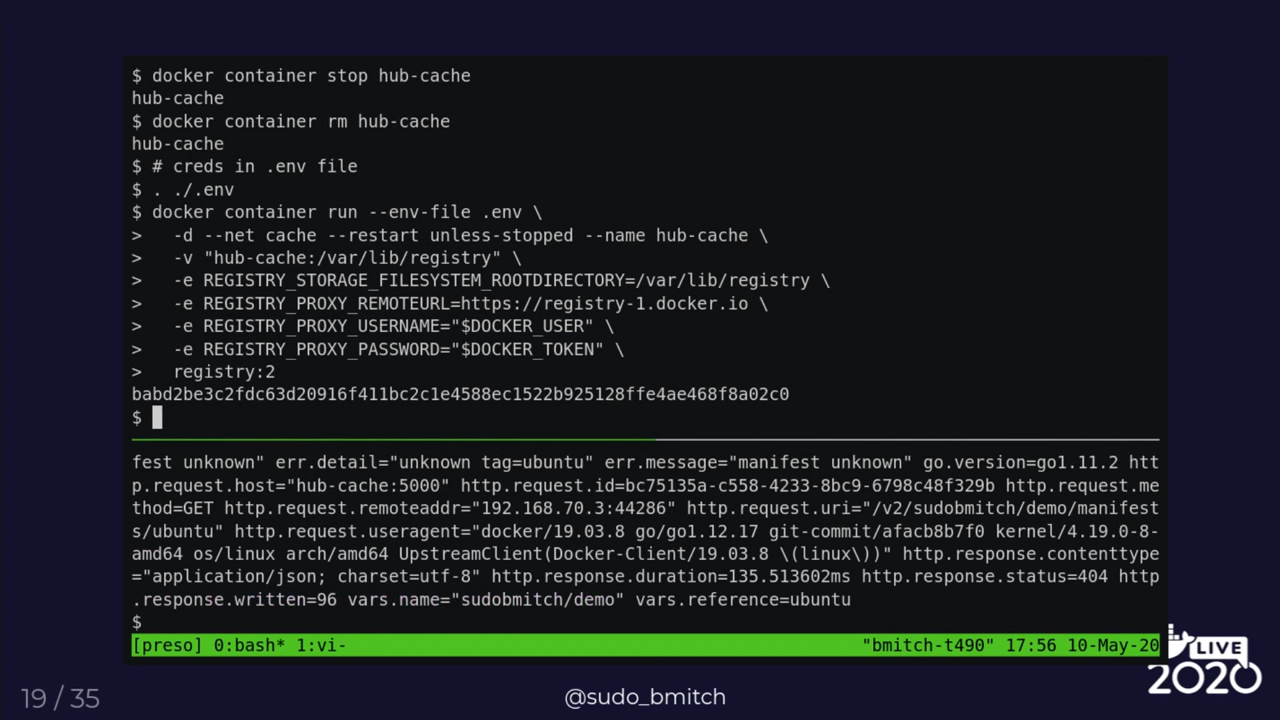 $ docker container stop hub-cache
hub-cache
$ docker container rm hub-cache
hub-cache
$ # creds in .env file
$ . ./.env
$ docker container run --env-file .env \
>   -d --net cache --restart unless-stopped --name hub-cache \
>   -v "hub-cache:/var/lib/registry" \
>   -e REGISTRY_STORAGE_FILESYSTEM_ROOTDIRECTORY=/var/lib/registry \
>   -e REGISTRY_PROXY_REMOTEURL=https://registry-1.docker.io \
>   -e REGISTRY_PROXY_USERNAME="$DOCKER_USER" \
>   -e REGISTRY_PROXY_PASSWORD="$DOCKER_TOKEN" \
>   registry:2
babd2be3c2fdc63d20916f411bc2c1e4588ec1522b925128ffe4ae468f8a02c0
$
fest unknown" err.detail="unknown tag=ubuntu" err.message="manifest unknown" go.version=go1.11.2 htt
p.request.host="hub-cache:5000" http.request.id=bc75135a-c558-4233-8bc9-6798c48f329b http.request.me
thod=GET http.request.remoteaddr="192.168.70.3:44286" http.request.uri="/v2/sudobmitch/demo/manifest
s/ubuntu" http.request.useragent="docker/19.03.8 go/go1.12.17 git-commit/afacb8b7f0 kernel/4.19.0-8-
amd64 os/linux arch/amd64 UpstreamClient(Docker-Client/19.03.8 \(linux\))" http.response.contenttype
="application/json; charset=utf-8" http.response.duration=135.513602ms http.response.status=404 http
.response.written=96 vars.name="sudobmitch/demo" vars.reference=ubuntu
$
[preso] 0:bash* 1:vi- "bmitch-t490" 17:56 10-May-20
LIVE
2020
19 / 35
@sudo_bmitch